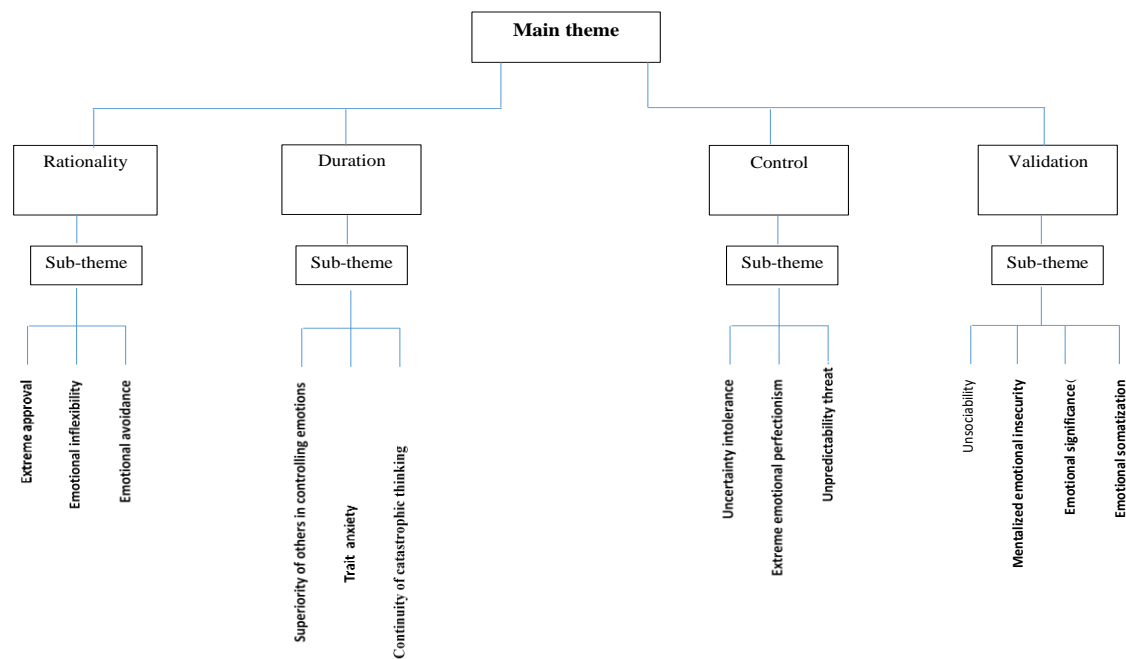 Main theme
Rationality
Duration
Control
Validation
Sub-theme
Sub-theme
Sub-theme
Sub-theme
Extreme approval
Emotional inflexibility
Emotional avoidance
Superiority of others in controlling emotions
Trait anxiety
Continuity of catastrophic thinking
Uncertainty intolerance
Extreme emotional perfectionism
Unpredictability threat
Unsociability
Mentalized emotional insecurity
Emotional significance(
Emotional somatization